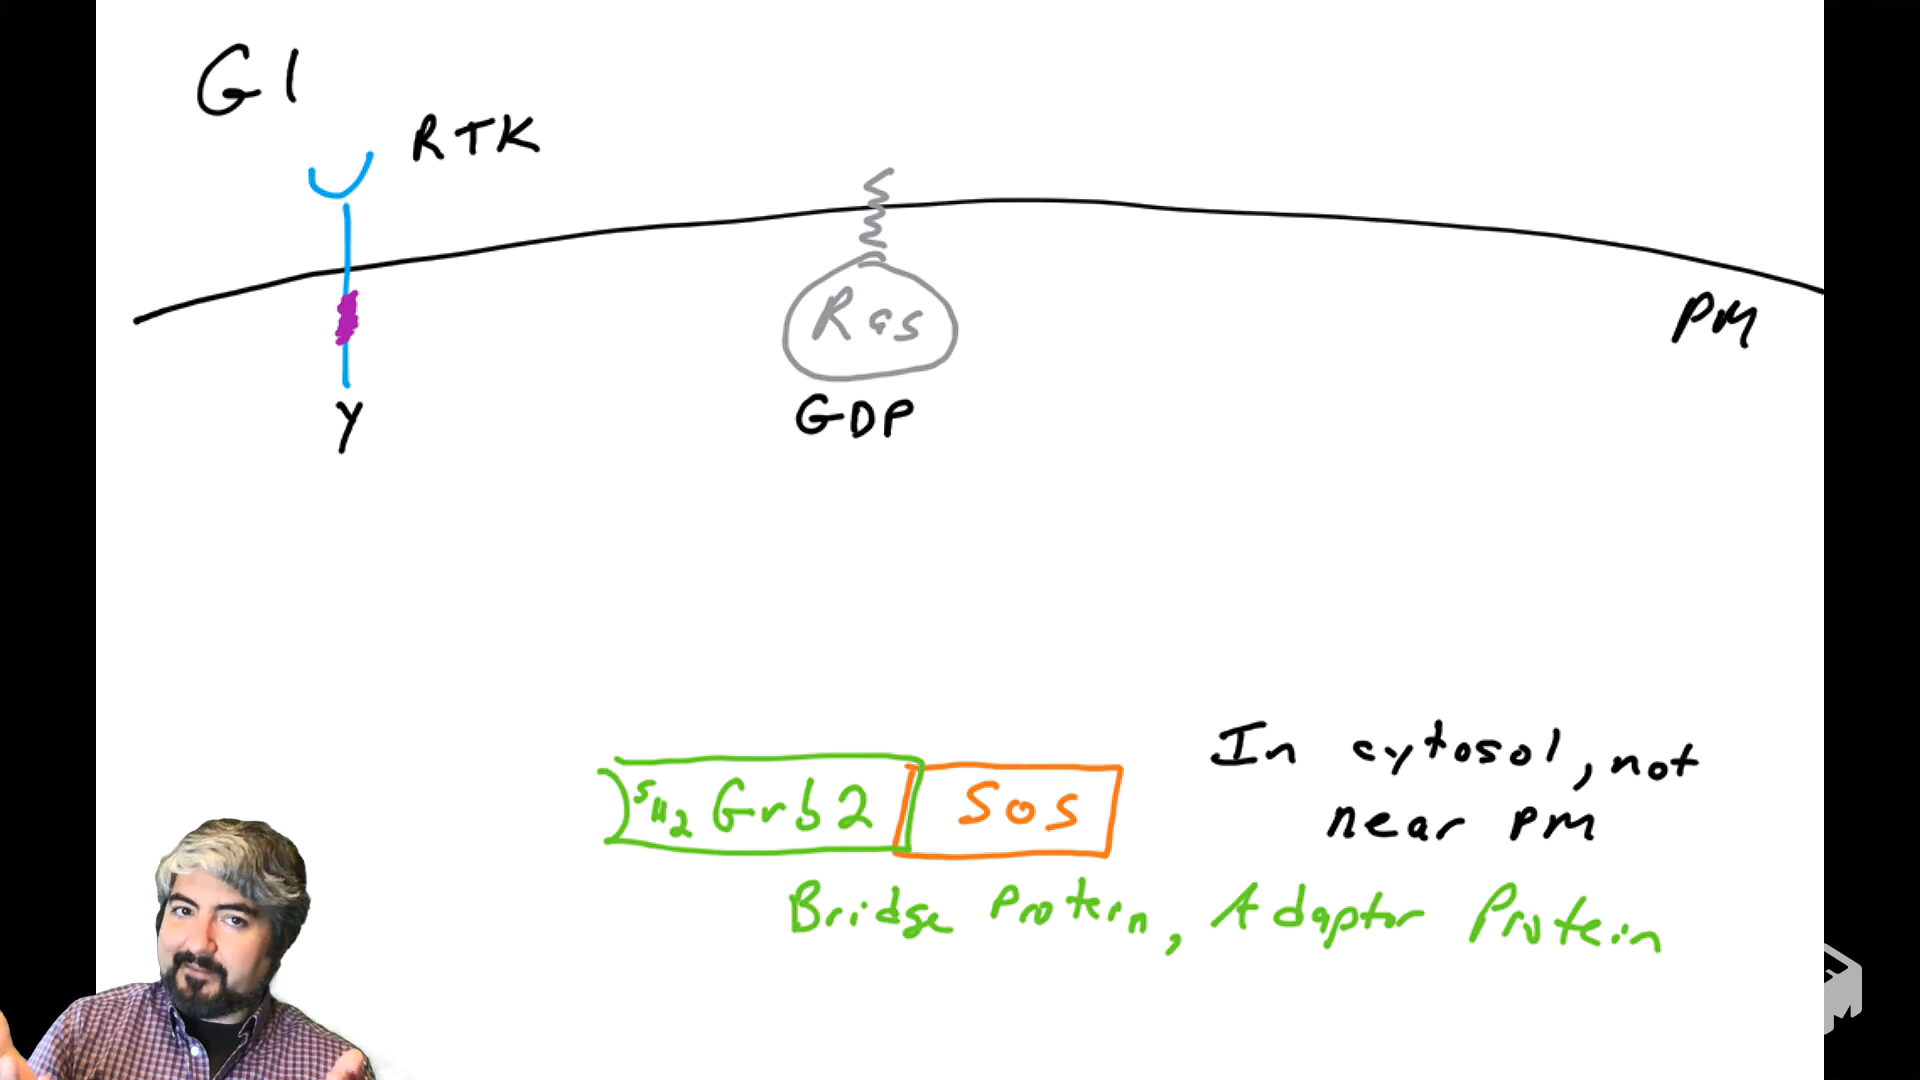 G1
RTK
Ras
PM
GDP
Y
In cytosol, not
near PM
SH2 Grb2 Sos
Bridge Protein, Adaptor Protein